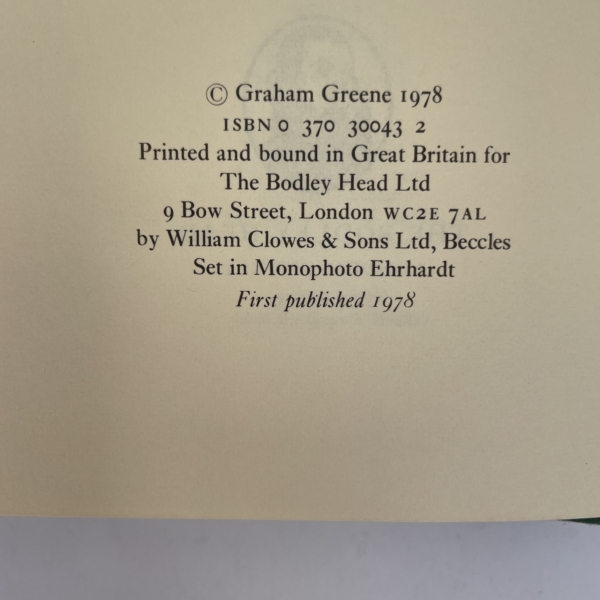 © Graham Greene 1978
ISBN 0 370 30043 2
Printed and bound in Great Britain for
The Bodley Head Ltd
9 Bow Street, London WC2E 7AL
by William Clowes & Sons Ltd, Beccles
Set in Monophoto Ehrhardt
First published 1978